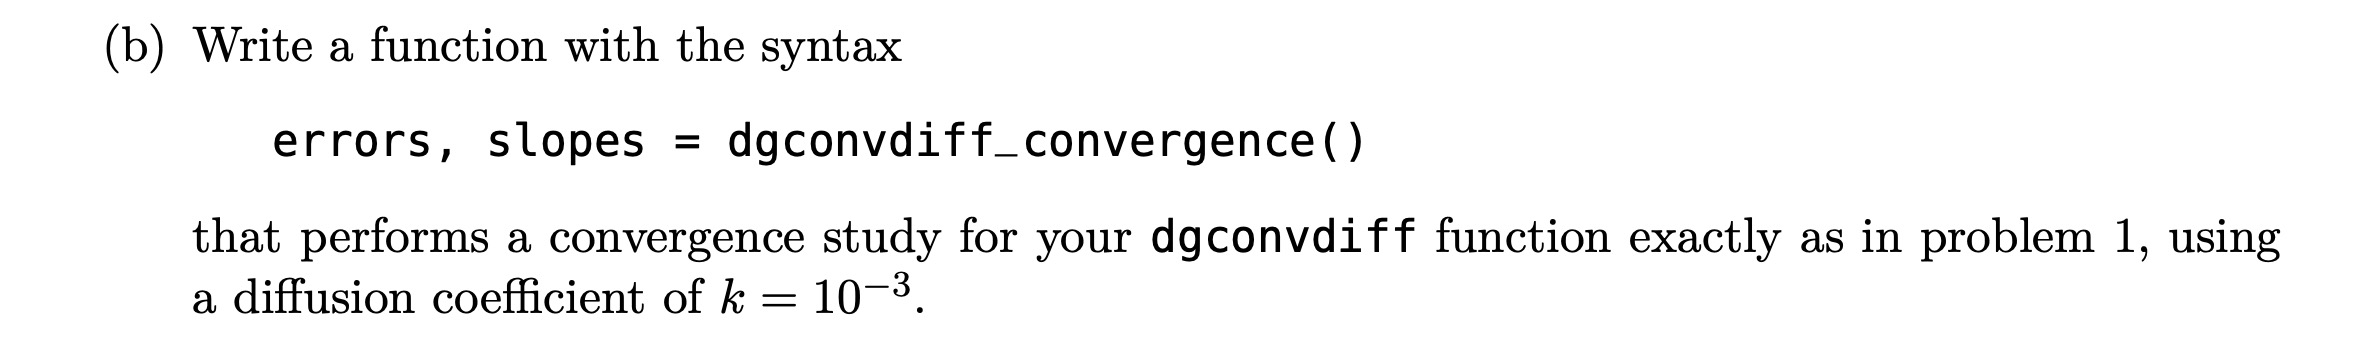 (b) Write a function with the syntax
errors, slopes = dgconvdiff_convergence()
that performs a convergence study for your dgconvdiff function exactly as in problem 1, using
a diffusion coefficient of k = 10⁻³.